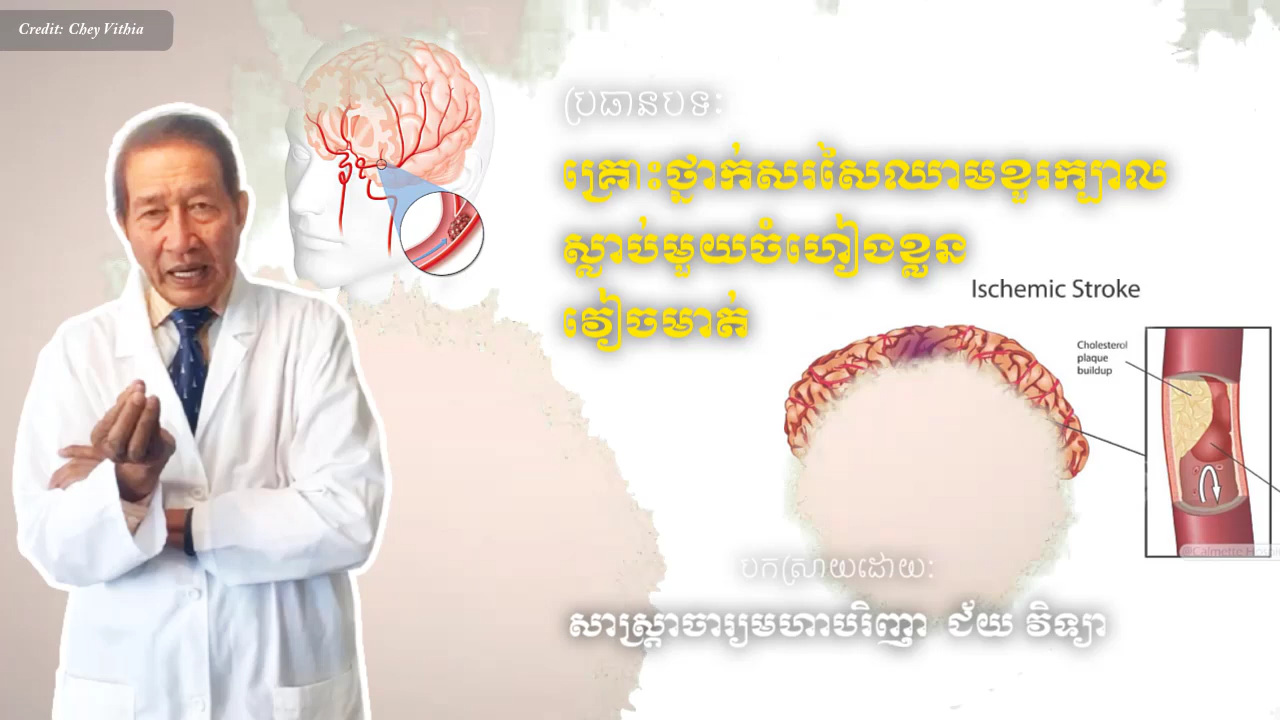 Credit: Chey Vithia
ប្រធានបទៈ
គ្រោះថ្នាក់សរសៃឈាមខួរក្បាល
ស្លាប់មួយចំហៀងខ្លួន
វៀចមាត់
Ischemic Stroke
Cholesterol
plaque
buildup
@Calmette
បកស្រាយដោយៈ
សាស្ត្រាចារ្យមហាបរិញ្ញា ជ័យ វិទ្យា